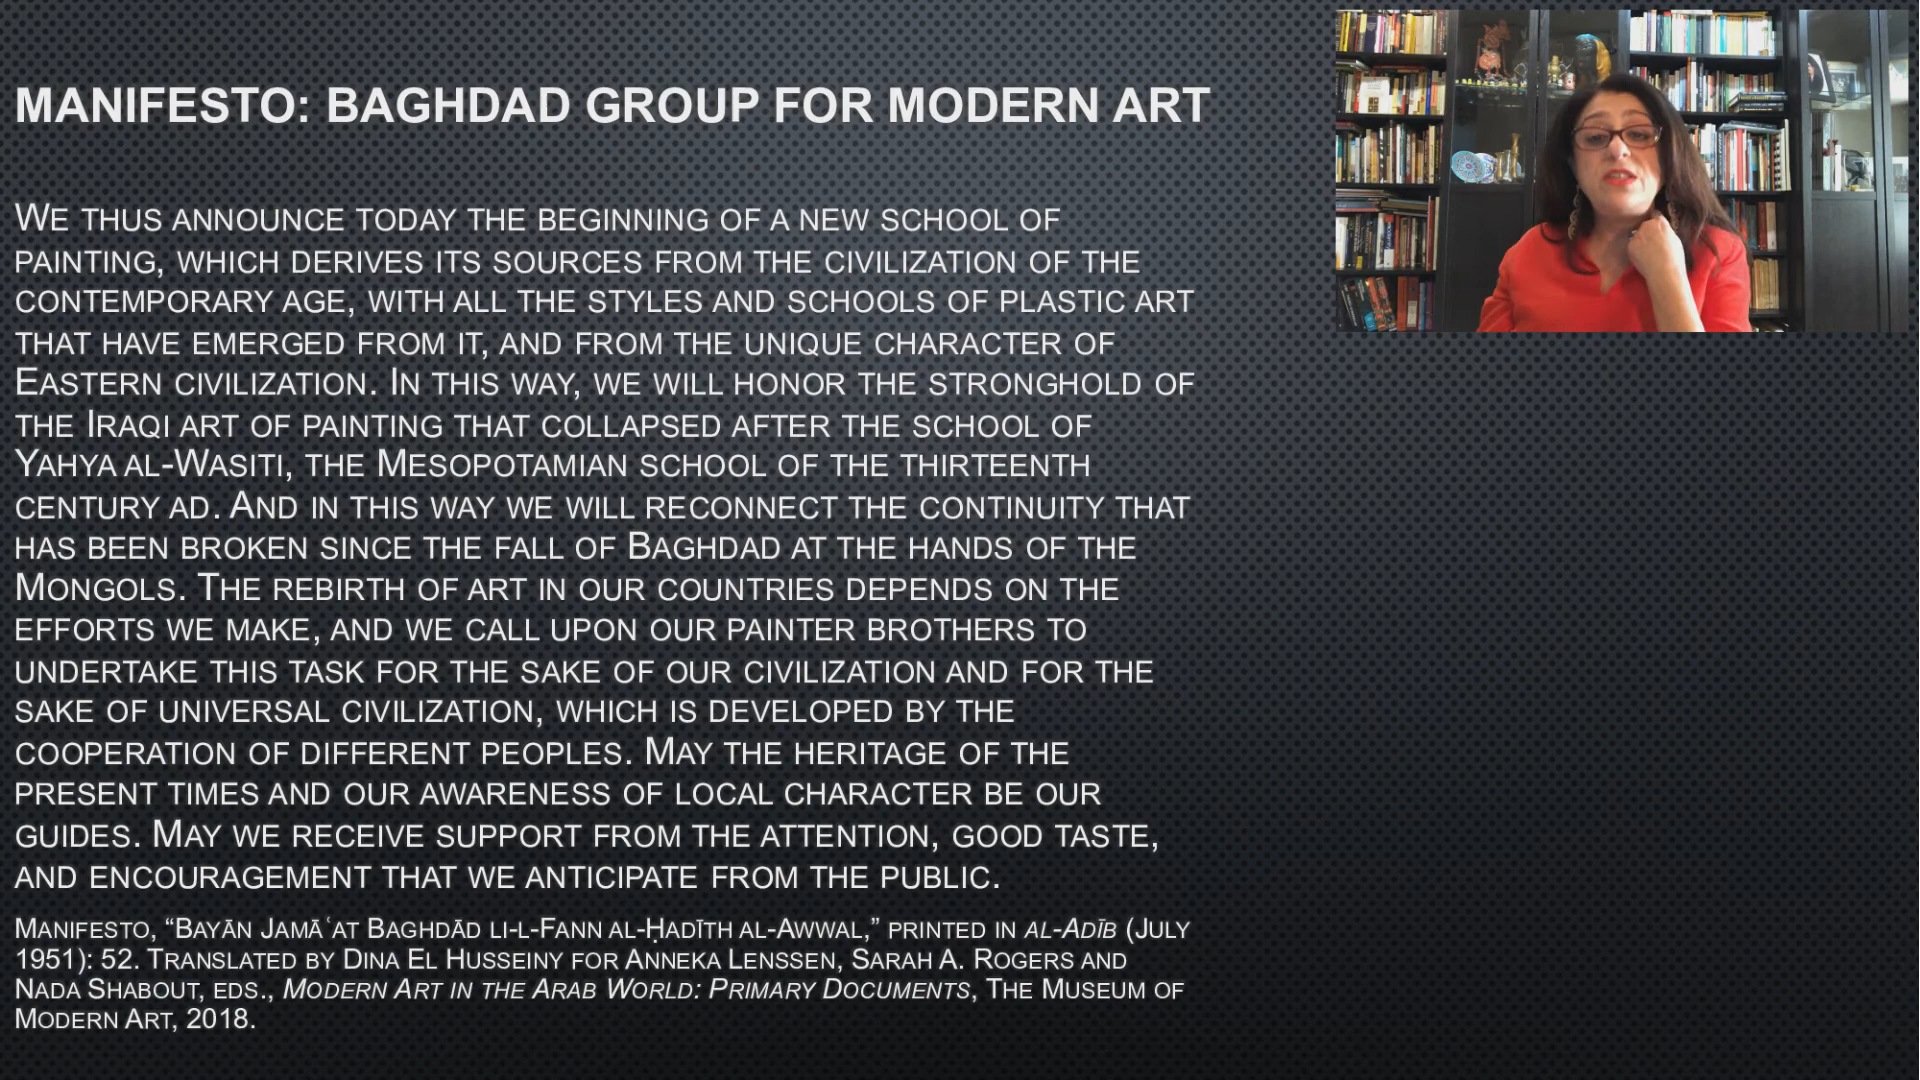 MANIFESTO: BAGHDAD GROUP FOR MODERN ART
WE THUS ANNOUNCE TODAY THE BEGINNING OF A NEW SCHOOL OF
PAINTING, WHICH DERIVES ITS SOURCES FROM THE CIVILIZATION OF THE
CONTEMPORARY AGE, WITH ALL THE STYLES AND SCHOOLS OF PLASTIC ART
THAT HAVE EMERGED FROM IT, AND FROM THE UNIQUE CHARACTER OF
EASTERN CIVILIZATION. IN THIS WAY, WE WILL HONOR THE STRONGHOLD OF
THE IRAQI ART OF PAINTING THAT COLLAPSED AFTER THE SCHOOL OF
YAHYA AL-WASITI, THE MESOPOTAMIAN SCHOOL OF THE THIRTEENTH
CENTURY AD. AND IN THIS WAY WE WILL RECONNECT THE CONTINUITY THAT
HAS BEEN BROKEN SINCE THE FALL OF BAGHDAD AT THE HANDS OF THE
MONGOLS. THE REBIRTH OF ART IN OUR COUNTRIES DEPENDS ON THE
EFFORTS WE MAKE, AND WE CALL UPON OUR PAINTER BROTHERS TO
UNDERTAKE THIS TASK FOR THE SAKE OF OUR CIVILIZATION AND FOR THE
SAKE OF UNIVERSAL CIVILIZATION, WHICH IS DEVELOPED BY THE
COOPERATION OF DIFFERENT PEOPLES. MAY THE HERITAGE OF THE
PRESENT TIMES AND OUR AWARENESS OF LOCAL CHARACTER BE OUR
GUIDES. MAY WE RECEIVE SUPPORT FROM THE ATTENTION, GOOD TASTE,
AND ENCOURAGEMENT THAT WE ANTICIPATE FROM THE PUBLIC.
MANIFESTO, “BAYĀN JAMĀʿAT BAGHDĀD LI-L-FANN AL-ḤADĪTH AL-AWWAL,” PRINTED IN AL-ADĪB (JULY
1951): 52. TRANSLATED BY DINA EL HUSSEINY FOR ANNEKA LENSSEN, SARAH A. ROGERS AND
NADA SHABOUT, EDS., MODERN ART IN THE ARAB WORLD: PRIMARY DOCUMENTS, THE MUSEUM OF
MODERN ART, 2018.